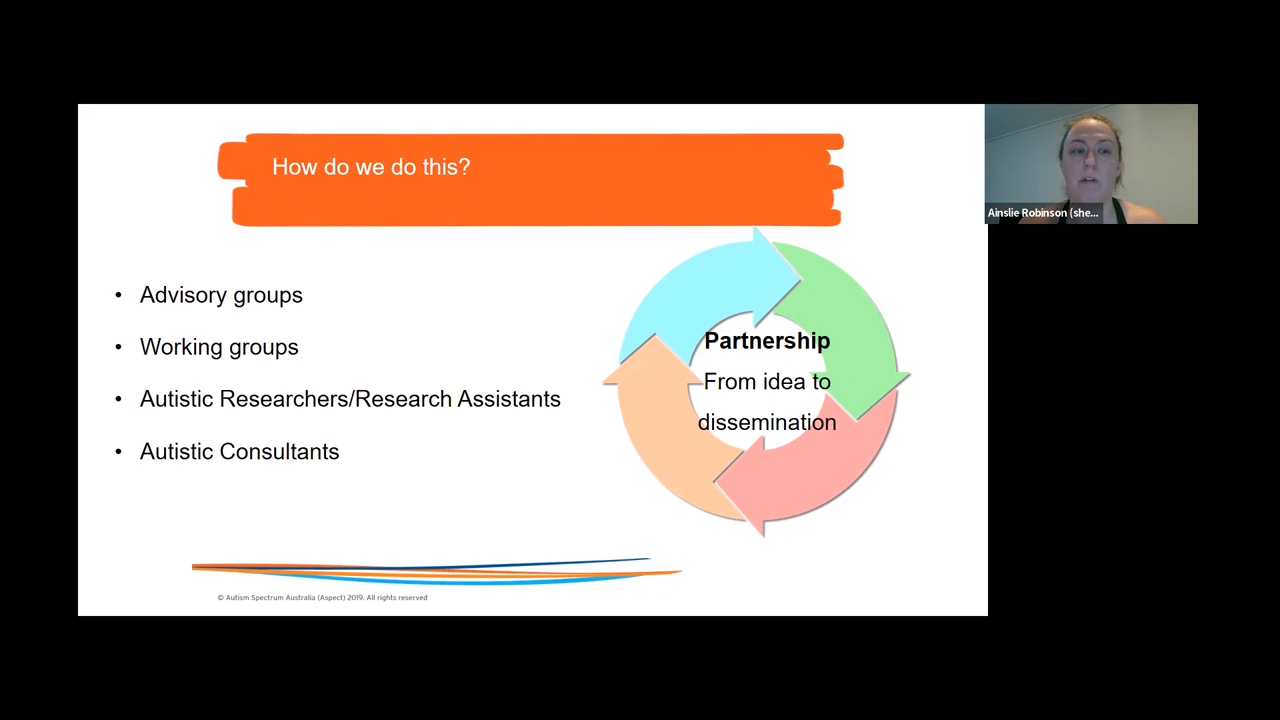 How do we do this?
• Advisory groups
• Working groups
• Autistic Researchers/Research Assistants
• Autistic Consultants
Partnership
From idea to
dissemination
© Autism Spectrum Australia (Aspect) 2019. All rights reserved
Ainslie Robinson (she...